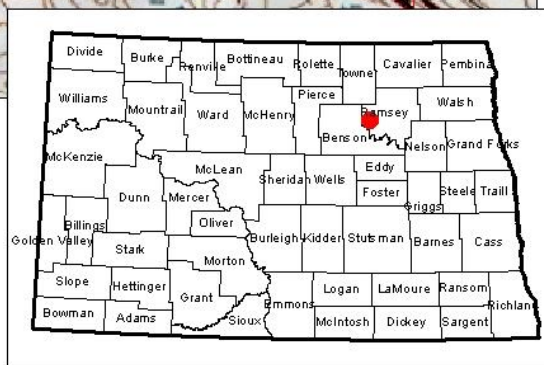 Divide
Burke
Renville
Bottineau
Rolette
Towner
Cavalier
Pembina
Williams
Mountrail
Ward
McHenry
Pierce
Ramsey
Walsh
Benson
Nelson
Grand Forks
McKenzie
McLean
Sheridan
Wells
Eddy
Foster
Griggs
Steele
Traill
Dunn
Mercer
Oliver
Billings
Golden Valley
Stark
Burleigh
Kidder
Stutsman
Barnes
Cass
Morton
Slope
Hettinger
Grant
Emmons
Logan
LaMoure
Ransom
Richland
Bowman
Adams
Sioux
McIntosh
Dickey
Sargent